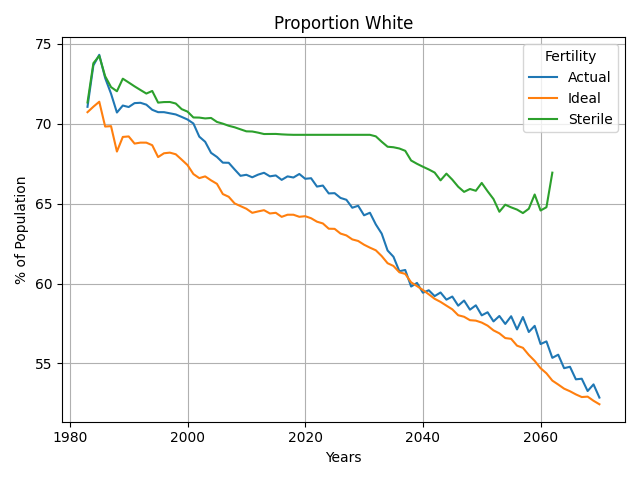 Proportion White
% of Population
75
70
65
60
55
Fertility
Actual
Ideal
Sterile
1980
2000
2020
2040
2060
Years